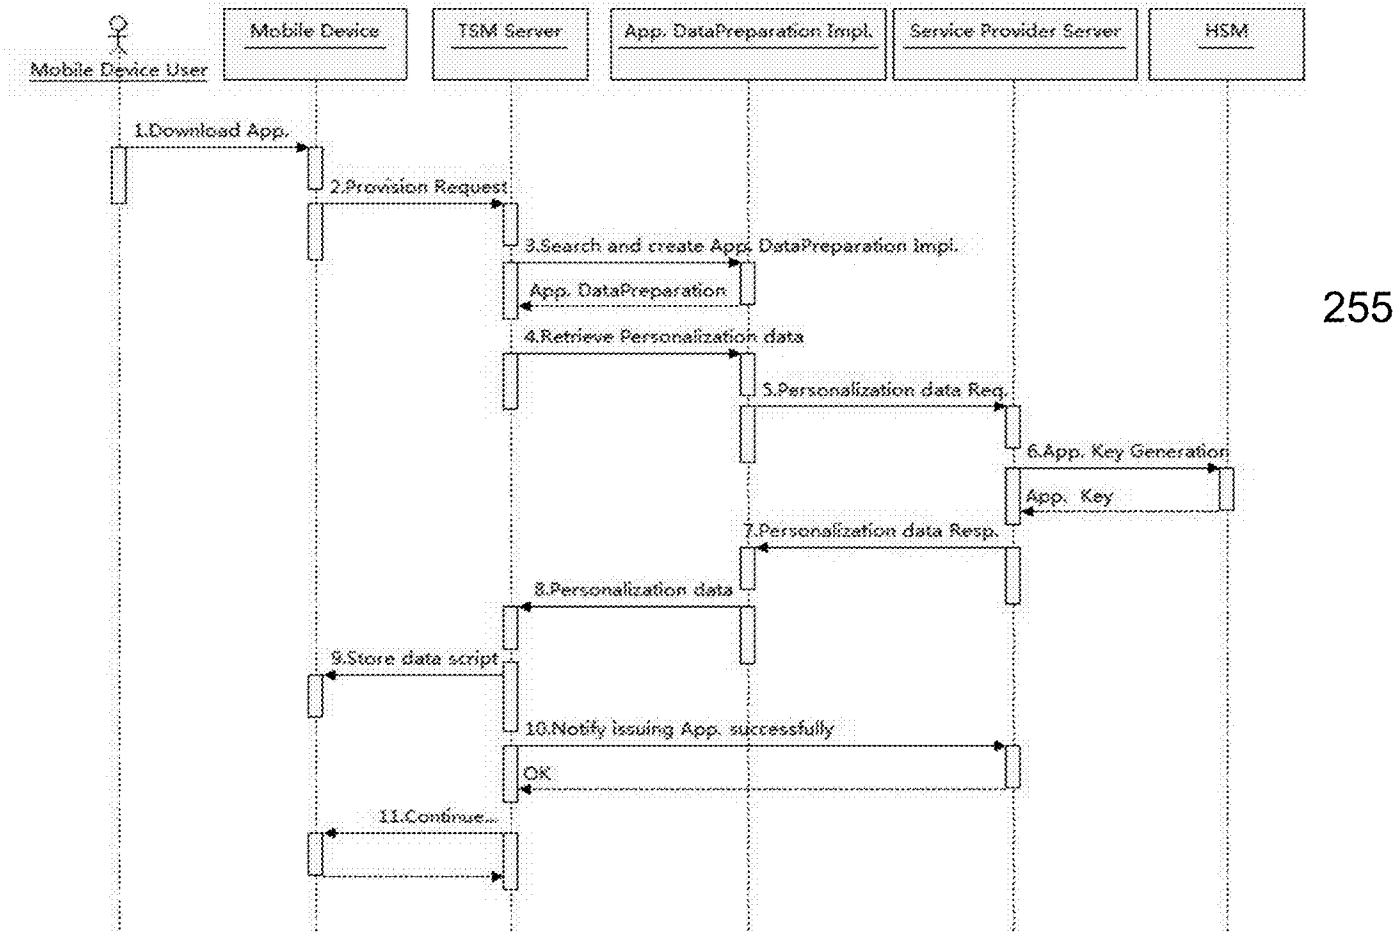 Mobile Device User
Mobile Device
TSM Server
App. DataPreparation Impl.
Service Provider Server
HSM
1.Download App.
2.Provision Request
3.Search and create App. DataPreparation Impl.
App. DataPreparation
255
4.Retrieve Personalization data
5.Personalization data Req.
6.App. Key Generation
App. Key
7.Personalization data Resp.
8.Personalization data
9.Store data script
10.Notify issuing App. successfully
OK
11.Continue...